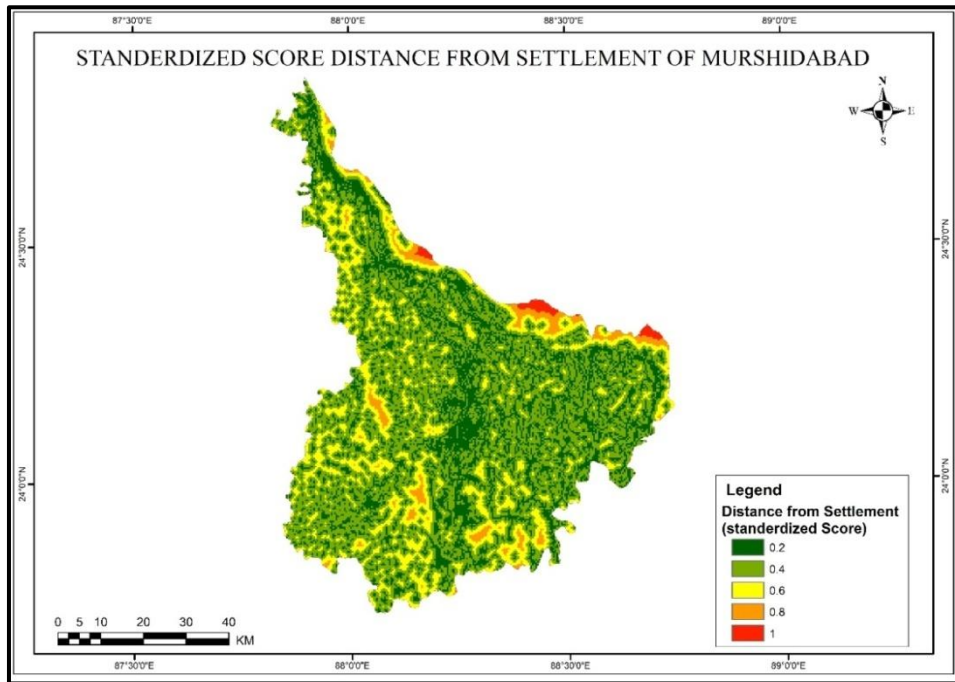 87°30'0"E
88°0'0"E
88°30'0"E
89°0'0"E
STANDERDIZED SCORE DISTANCE FROM SETTLEMENT OF MURSHIDABAD
N
W
E
S
24°30'0"N
24°30'0"N
24°0'0"N
24°0'0"N
Legend
Distance from Settlement
(standerdized Score)
0.2
0.4
0.6
0.8
1
0 5 10 20 30 40
KM
87°30'0"E
88°0'0"E
88°30'0"E
89°0'0"E